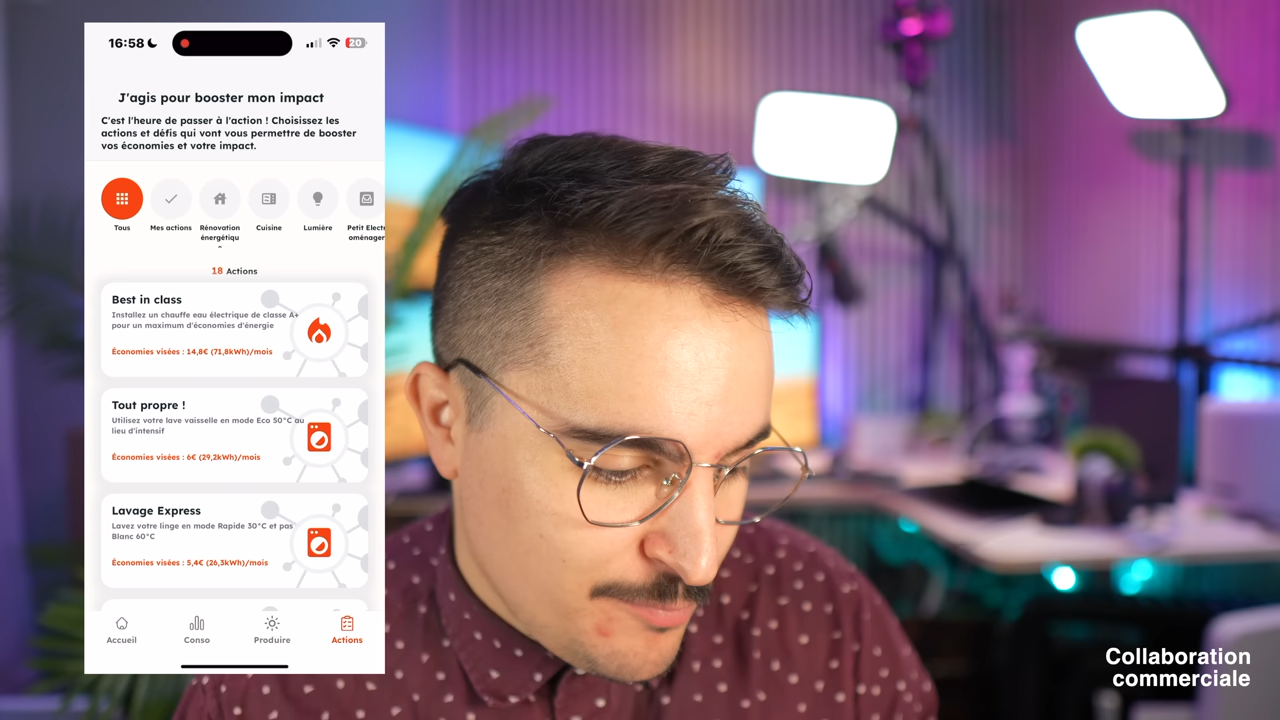 16:58
20
J'agis pour booster mon impact
C'est l'heure de passer à l'action ! Choisissez les
actions et défis qui vont vous permettre de booster
vos économies et votre impact.
Tous
Mes actions
Rénovation
énergétiqu
Cuisine
Lumière
Petit Electr
oménager
18 Actions
Best in class
Installez un chauffe eau électrique de classe A+
pour un maximum d'économies d'énergie
Économies visées : 14,8€ (71,8kWh)/mois
Tout propre !
Utilisez votre lave vaisselle en mode Eco 50°C au
lieu d'intensif
Économies visées : 6€ (29,2kWh)/mois
Lavage Express
Lavez votre linge en mode Rapide 30°C et pas
Blanc 60°C
Économies visées : 5,4€ (26,3kWh)/mois
Accueil
Conso
Produire
Actions
Collaboration
commerciale